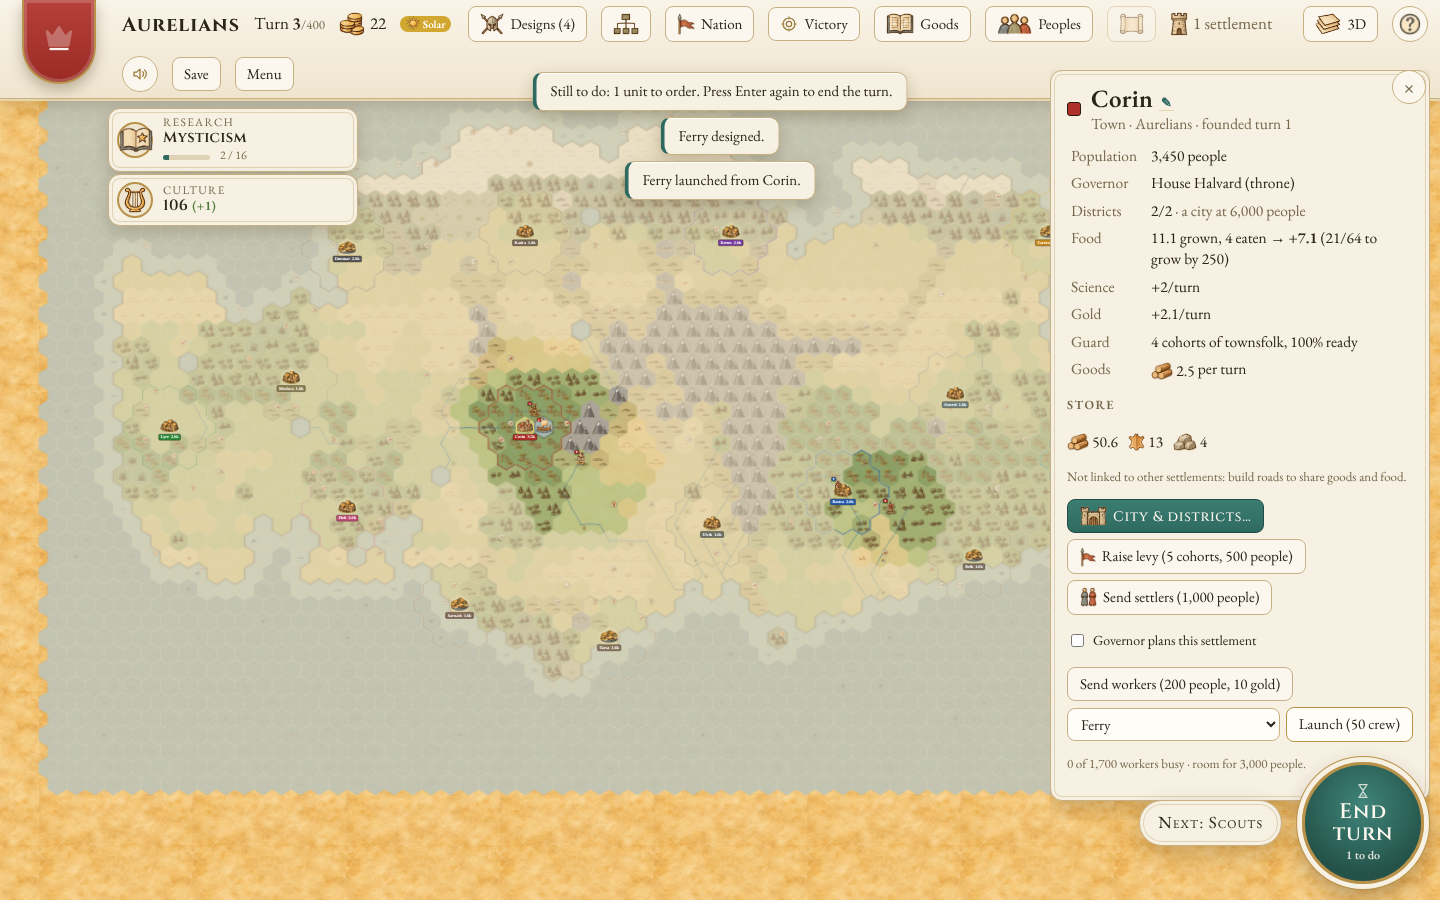 Aurelians Turn 3/400 22 Solar Designs (4) Nation Victory Goods Peoples 1 settlement 3D ?
Save Menu
Still to do: 1 unit to order. Press Enter again to end the turn.
Ferry designed.
Ferry launched from Corin.
Research
Mysticism
2 / 16
Culture
106 (+1)
Corin
Town · Aurelians · founded turn 1
Population 3,450 people
Governor House Halvard (throne)
Districts 2/2 · a city at 6,000 people
Food 11.1 grown, 4 eaten → +7.1 (21/64 to
grow by 250)
Science +2/turn
Gold +2.1/turn
Guard 4 cohorts of townsfolk, 100% ready
Goods 2.5 per turn
STORE
50.6 13 4
Not linked to other settlements: build roads to share goods and food.
City & districts...
Raise levy (5 cohorts, 500 people)
Send settlers (1,000 people)
Governor plans this settlement
Send workers (200 people, 10 gold)
Ferry Launch (50 crew)
0 of 1,700 workers busy · room for 3,000 people.
Next: Scouts
End
turn
1 to do